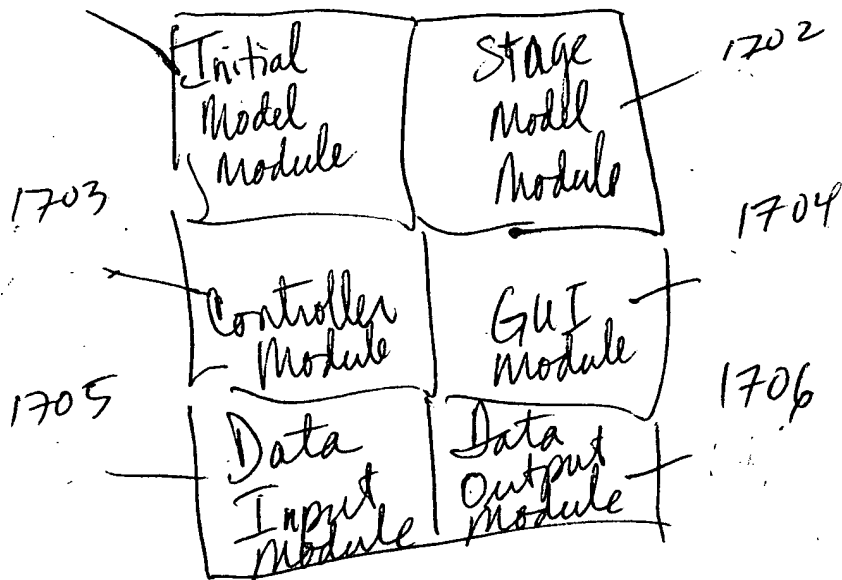 Initial
Model
Module
Stage
Model
Module
1702
1703
1704
Controller
Module
GUI
Module
1705
1706
Data
Input
Module
Data
Output
Module